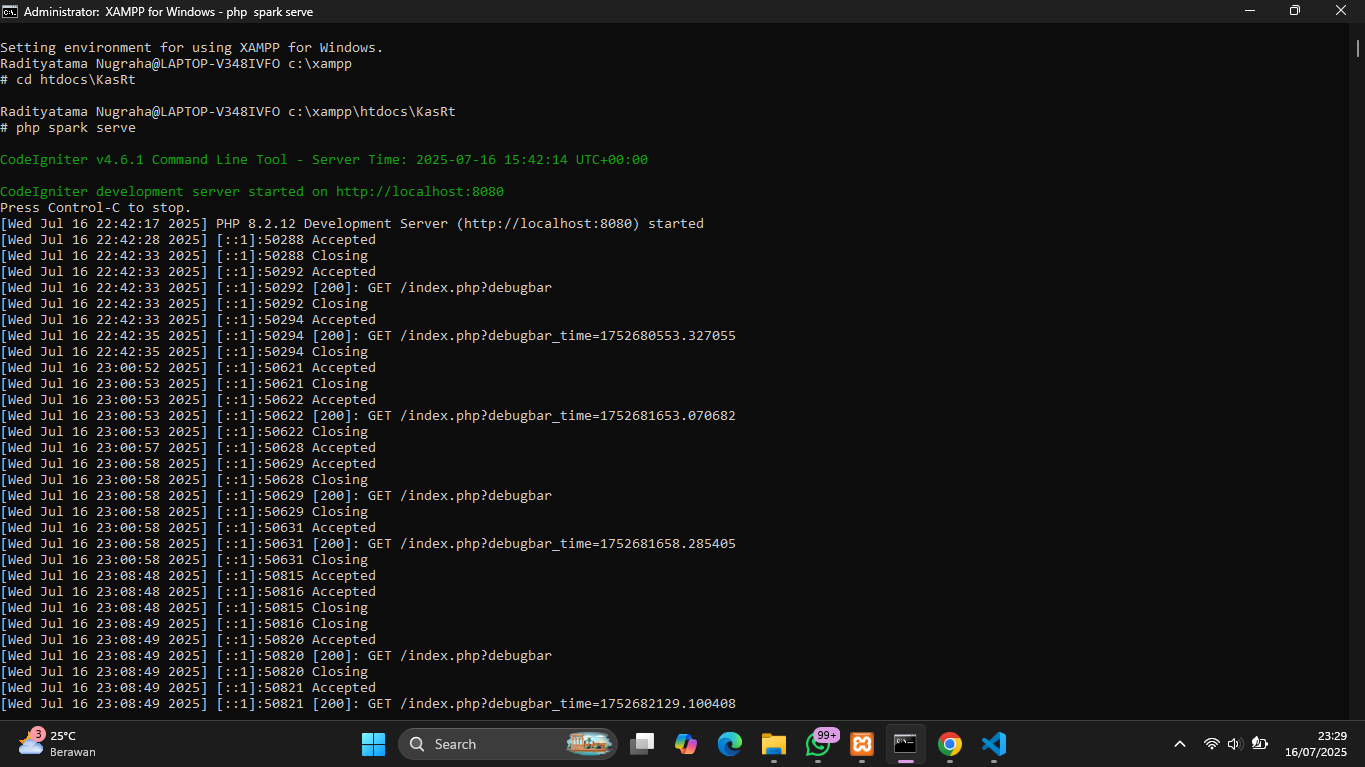 Administrator: XAMPP for Windows - php  spark serve
Setting environment for using XAMPP for Windows.
Radityatama Nugraha@LAPTOP-V348IVFO c:\xampp
# cd htdocs\KasRt
Radityatama Nugraha@LAPTOP-V348IVFO c:\xampp\htdocs\KasRt
# php spark serve
CodeIgniter v4.6.1 Command Line Tool - Server Time: 2025-07-16 15:42:14 UTC+00:00
CodeIgniter development server started on http://localhost:8080
Press Control-C to stop.
[Wed Jul 16 22:42:17 2025] PHP 8.2.12 Development Server (http://localhost:8080) started
[Wed Jul 16 22:42:28 2025] [::1]:50288 Accepted
[Wed Jul 16 22:42:33 2025] [::1]:50288 Closing
[Wed Jul 16 22:42:33 2025] [::1]:50292 Accepted
[Wed Jul 16 22:42:33 2025] [::1]:50292 [200]: GET /index.php?debugbar
[Wed Jul 16 22:42:33 2025] [::1]:50292 Closing
[Wed Jul 16 22:42:33 2025] [::1]:50294 Accepted
[Wed Jul 16 22:42:35 2025] [::1]:50294 [200]: GET /index.php?debugbar_time=1752680553.327055
[Wed Jul 16 22:42:35 2025] [::1]:50294 Closing
[Wed Jul 16 23:00:52 2025] [::1]:50621 Accepted
[Wed Jul 16 23:00:53 2025] [::1]:50621 Closing
[Wed Jul 16 23:00:53 2025] [::1]:50622 Accepted
[Wed Jul 16 23:00:53 2025] [::1]:50622 [200]: GET /index.php?debugbar_time=1752681653.070682
[Wed Jul 16 23:00:53 2025] [::1]:50622 Closing
[Wed Jul 16 23:00:57 2025] [::1]:50628 Accepted
[Wed Jul 16 23:00:58 2025] [::1]:50629 Accepted
[Wed Jul 16 23:00:58 2025] [::1]:50628 Closing
[Wed Jul 16 23:00:58 2025] [::1]:50629 [200]: GET /index.php?debugbar
[Wed Jul 16 23:00:58 2025] [::1]:50629 Closing
[Wed Jul 16 23:00:58 2025] [::1]:50631 Accepted
[Wed Jul 16 23:00:58 2025] [::1]:50631 [200]: GET /index.php?debugbar_time=1752681658.285405
[Wed Jul 16 23:00:58 2025] [::1]:50631 Closing
[Wed Jul 16 23:08:48 2025] [::1]:50815 Accepted
[Wed Jul 16 23:08:48 2025] [::1]:50816 Accepted
[Wed Jul 16 23:08:48 2025] [::1]:50815 Closing
[Wed Jul 16 23:08:49 2025] [::1]:50816 Closing
[Wed Jul 16 23:08:49 2025] [::1]:50820 Accepted
[Wed Jul 16 23:08:49 2025] [::1]:50820 [200]: GET /index.php?debugbar
[Wed Jul 16 23:08:49 2025] [::1]:50820 Closing
[Wed Jul 16 23:08:49 2025] [::1]:50821 Accepted
[Wed Jul 16 23:08:49 2025] [::1]:50821 [200]: GET /index.php?debugbar_time=1752682129.100408
3
25°C
Berawan
Search
99+
23:29
16/07/2025